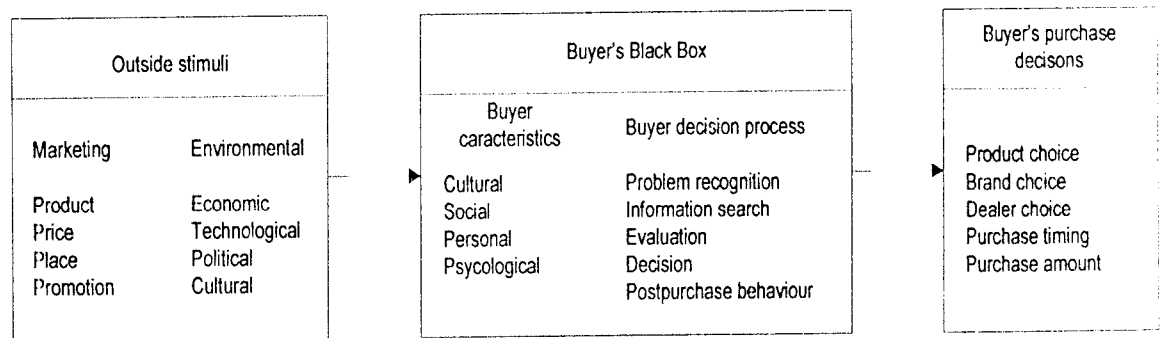 Outside stimuli
Marketing Environmental
Product Economic
Price Technological
Place Political
Promotion Cultural
Buyer's Black Box
Buyer
caracteristics
Buyer decision process
Cultural Problem recognition
Social Information search
Personal Evaluation
Psycological Decision
Postpurchase behaviour
Buyer's purchase
decisons
Product choice
Brand choice
Dealer choice
Purchase timing
Purchase amount